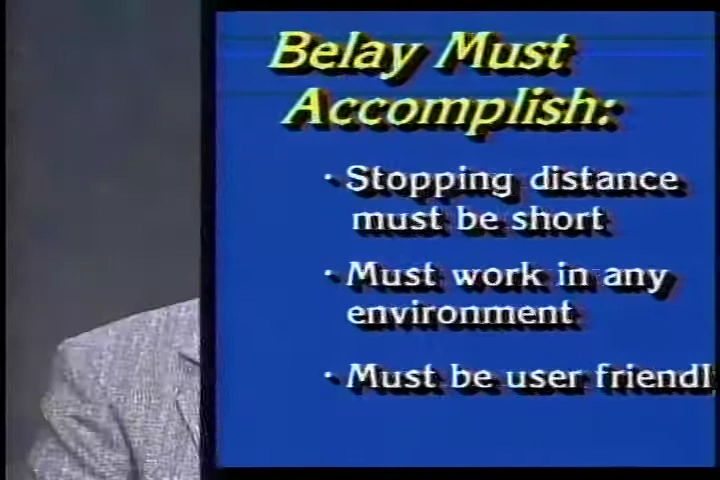 Belay Must
Accomplish:
· Stopping distance
must be short
· Must work in any
environment
· Must be user friendl